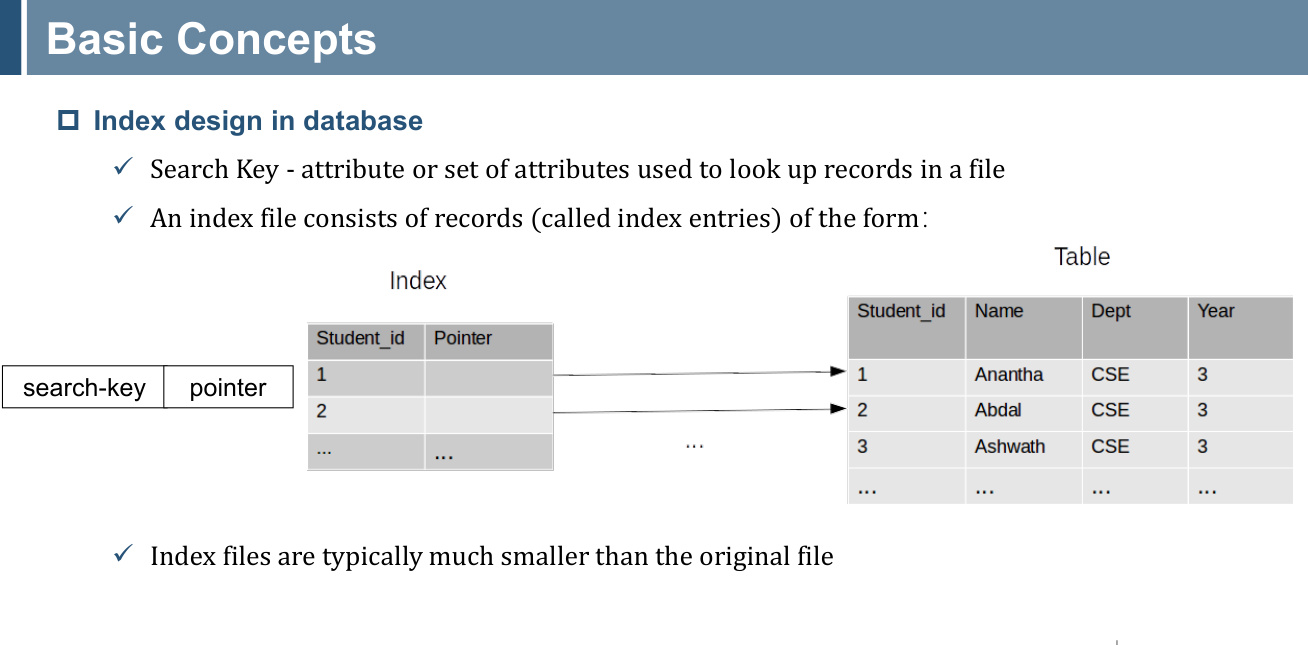 Basic Concepts
Index design in database
Search Key - attribute or set of attributes used to look up records in a file
An index file consists of records (called index entries) of the form:
search-key pointer
Index
Student_id Pointer
1
2
... ...
...
Table
Student_id Name Dept Year
1 Anantha CSE 3
2 Abdal CSE 3
3 Ashwath CSE 3
... ... ... ...
Index files are typically much smaller than the original file